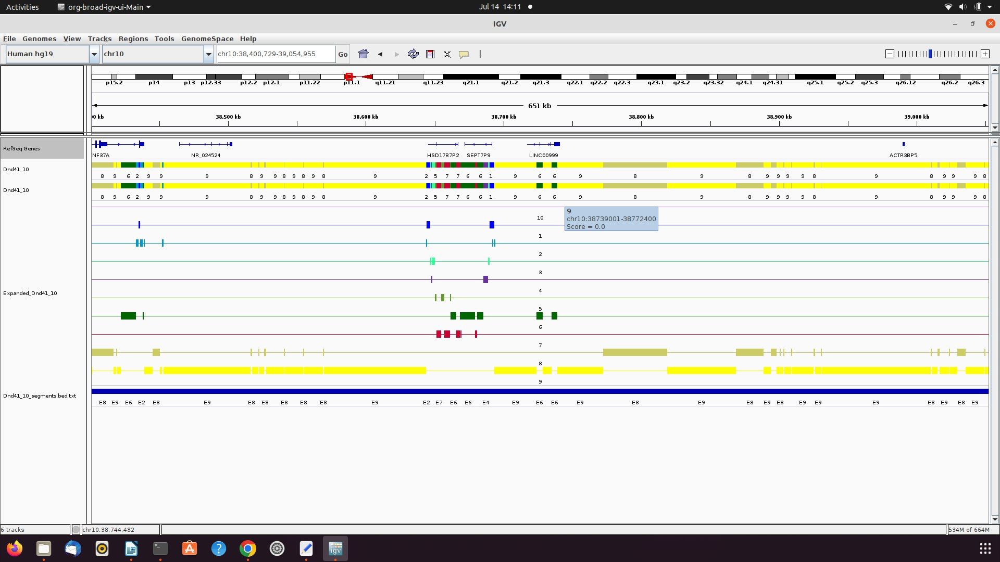 Activities org-broad-igv-ui-Main Jul 14 14:11
IGV
File Genomes View Tracks Regions Tools GenomeSpace Help
Human hg19 chr10 chr10:38,400,729-39,054,955 Go
p15.2 p14 p13 p12.33 p12.2 p12.1 p11.22 p11.1 q11.21 q11.23 q21.1 q21.2 q21.3 q22.1 q22.2 q22.3 q23.1 q23.2 q23.32 q24.1 q24.31 q25.1 q25.2 q25.3 q26.12 q26.2 q26.3
651 kb
00 kb 38,500 kb 38,600 kb 38,700 kb 38,800 kb 38,900 kb 39,000 kb
RefSeq Genes
NF37A NR_024524 HSD17B7P2 SEPT7P9 LINC00999 ACTR3BP5
Dnd41_10
8 9 6 2 9 9 9 8 9 9 8 9 8 9 8 9 2 5 7 7 6 6 1 9 6 6 9 8 9 8 9 9 9 9 8 9 8 9 9 9 8
Dnd41_10
8 9 6 2 9 9 9 8 9 9 8 9 8 9 8 9 2 5 7 7 6 6 1 9 6 6 9 8 9 8 9 9 9 9 8 9 8 9 9 9 8
9
chr10:38739001-38772400
Score = 0.0
10
1
2
3
4
Expanded_Dnd41_10
5
6
7
8
9
Dnd41_10_segments.bed.txt
E8 E9 E6 E2 E8 E9 E8 E8 E8 E8 E8 E9 E2 E7 E6 E6 E4 E9 E6 E6 E9 E8 E9 E8 E9 E8 E9 E9 E9 E8 E9 E8 E9
6 tracks chr10:38,744,482 534M of 664M
igv